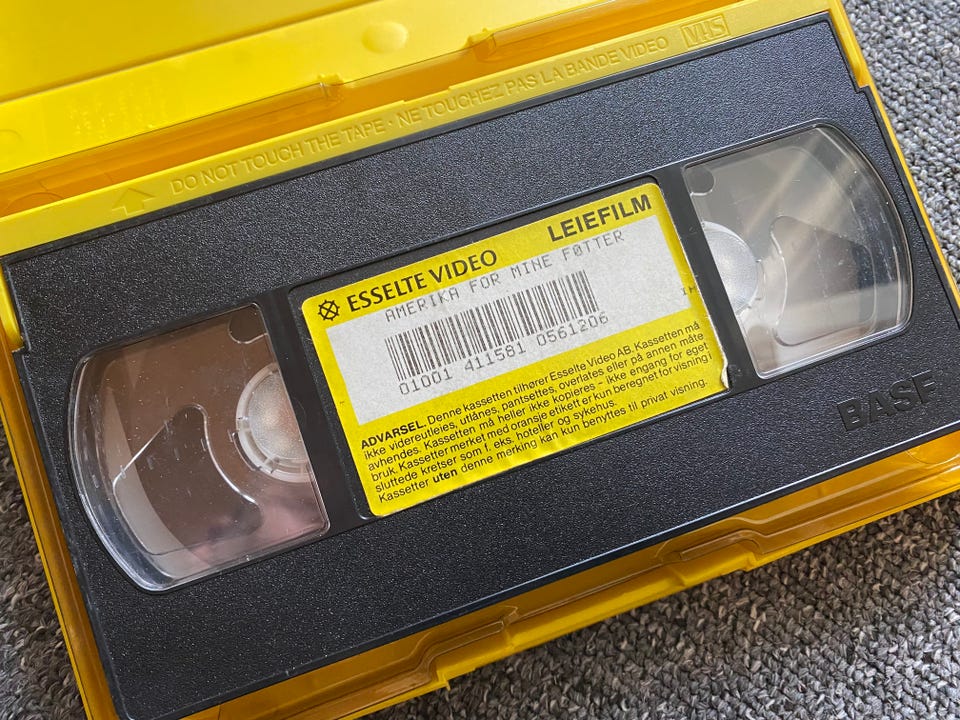 DO NOT TOUCH THE TAPE · NE TOUCHEZ PAS LA BANDE VIDEO VHS
ESSELTE VIDEO LEIEFILM
AMERIKA FOR MINE FØTTER
01001 411581 0561206
ADVARSEL. Denne kassetten tilhører Esselte Video AB. Kassetten må
ikke videreutleies, utlånes, pantsettes, overlates eller på annen måte
avhendes. Kassetten må heller ikke kopieres – ikke engang for eget
bruk. Kassetter merket med oransje etikett er kun beregnet for visning i
sluttede kretser som f. eks. hoteller og sykehus.
Kassetter uten denne merking kan kun benyttes til privat visning.
BASF